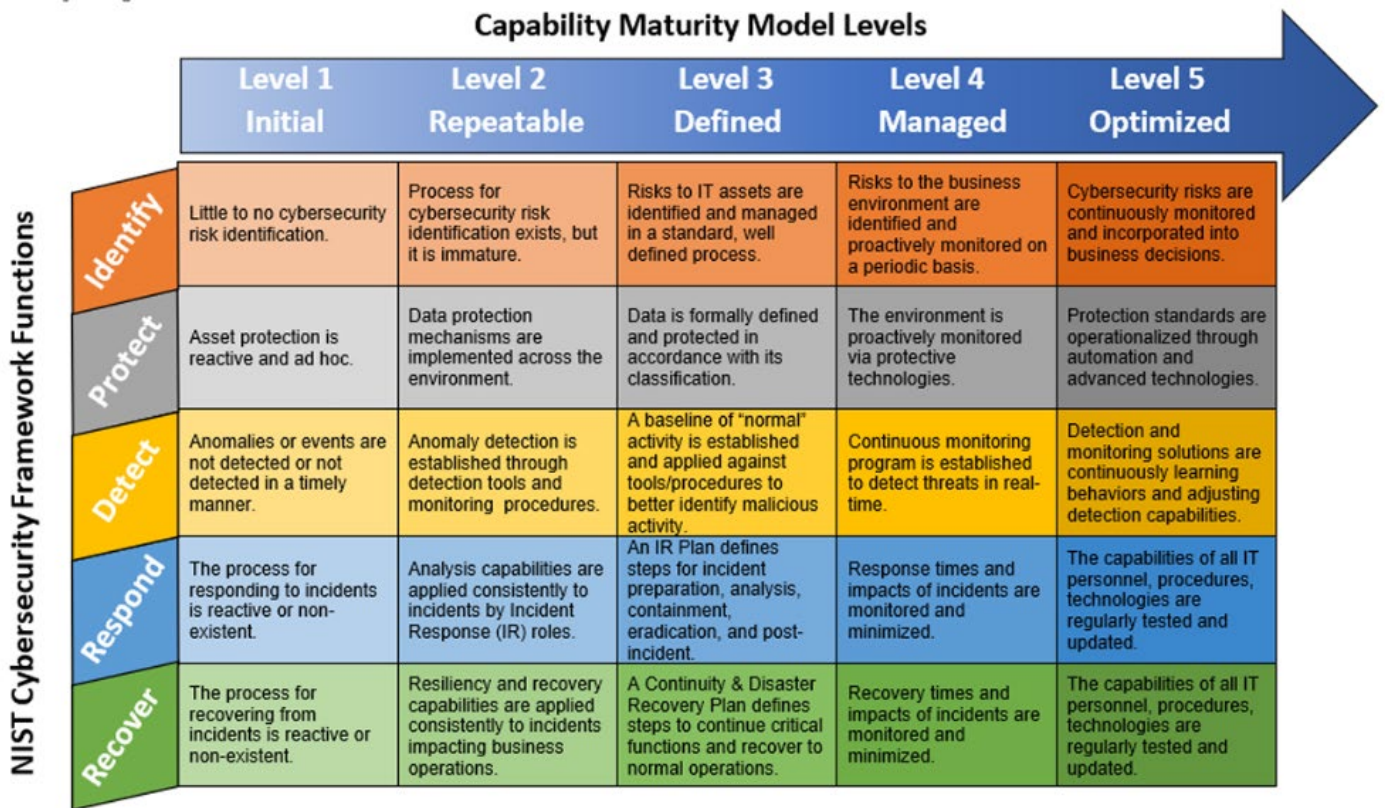 Capability Maturity Model Levels
Level 1
Initial
Level 2
Repeatable
Level 3
Defined
Level 4
Managed
Level 5
Optimized
NIST Cybersecurity Framework Functions
Identify
Little to no cybersecurity
risk identification.
Process for
cybersecurity risk
identification exists, but
it is immature.
Risks to IT assets are
identified and managed
in a standard, well
defined process.
Risks to the business
environment are
identified and
proactively monitored on
a periodic basis.
Cybersecurity risks are
continuously monitored
and incorporated into
business decisions.
Protect
Asset protection is
reactive and ad hoc.
Data protection
mechanisms are
implemented across the
environment.
Data is formally defined
and protected in
accordance with its
classification.
The environment is
proactively monitored
via protective
technologies.
Protection standards are
operationalized through
automation and
advanced technologies.
Detect
Anomalies or events are
not detected or not
detected in a timely
manner.
Anomaly detection is
established through
detection tools and
monitoring procedures.
A baseline of “normal”
activity is established
and applied against
tools/procedures to
better identify malicious
activity.
Continuous monitoring
program is established
to detect threats in real-
time.
Detection and
monitoring solutions are
continuously learning
behaviors and adjusting
detection capabilities.
Respond
The process for
responding to incidents
is reactive or non-
existent.
Analysis capabilities are
applied consistently to
incidents by Incident
Response (IR) roles.
An IR Plan defines
steps for incident
preparation, analysis,
containment,
eradication, and post-
incident.
Response times and
impacts of incidents are
monitored and
minimized.
The capabilities of all IT
personnel, procedures,
technologies are
regularly tested and
updated.
Recover
The process for
recovering from
incidents is reactive or
non-existent.
Resiliency and recovery
capabilities are applied
consistently to incidents
impacting business
operations.
A Continuity & Disaster
Recovery Plan defines
steps to continue critical
functions and recover to
normal operations.
Recovery times and
impacts of incidents are
monitored and
minimized.
The capabilities of all IT
personnel, procedures,
technologies are
regularly tested and
updated.